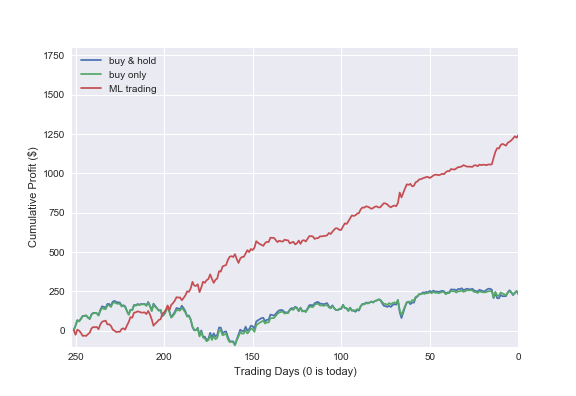 1750
1500
1250
1000
750
500
250
0
Cumulative Profit ($)
buy & hold
buy only
ML trading
250 200 150 100 50 0
Trading Days (0 is today)